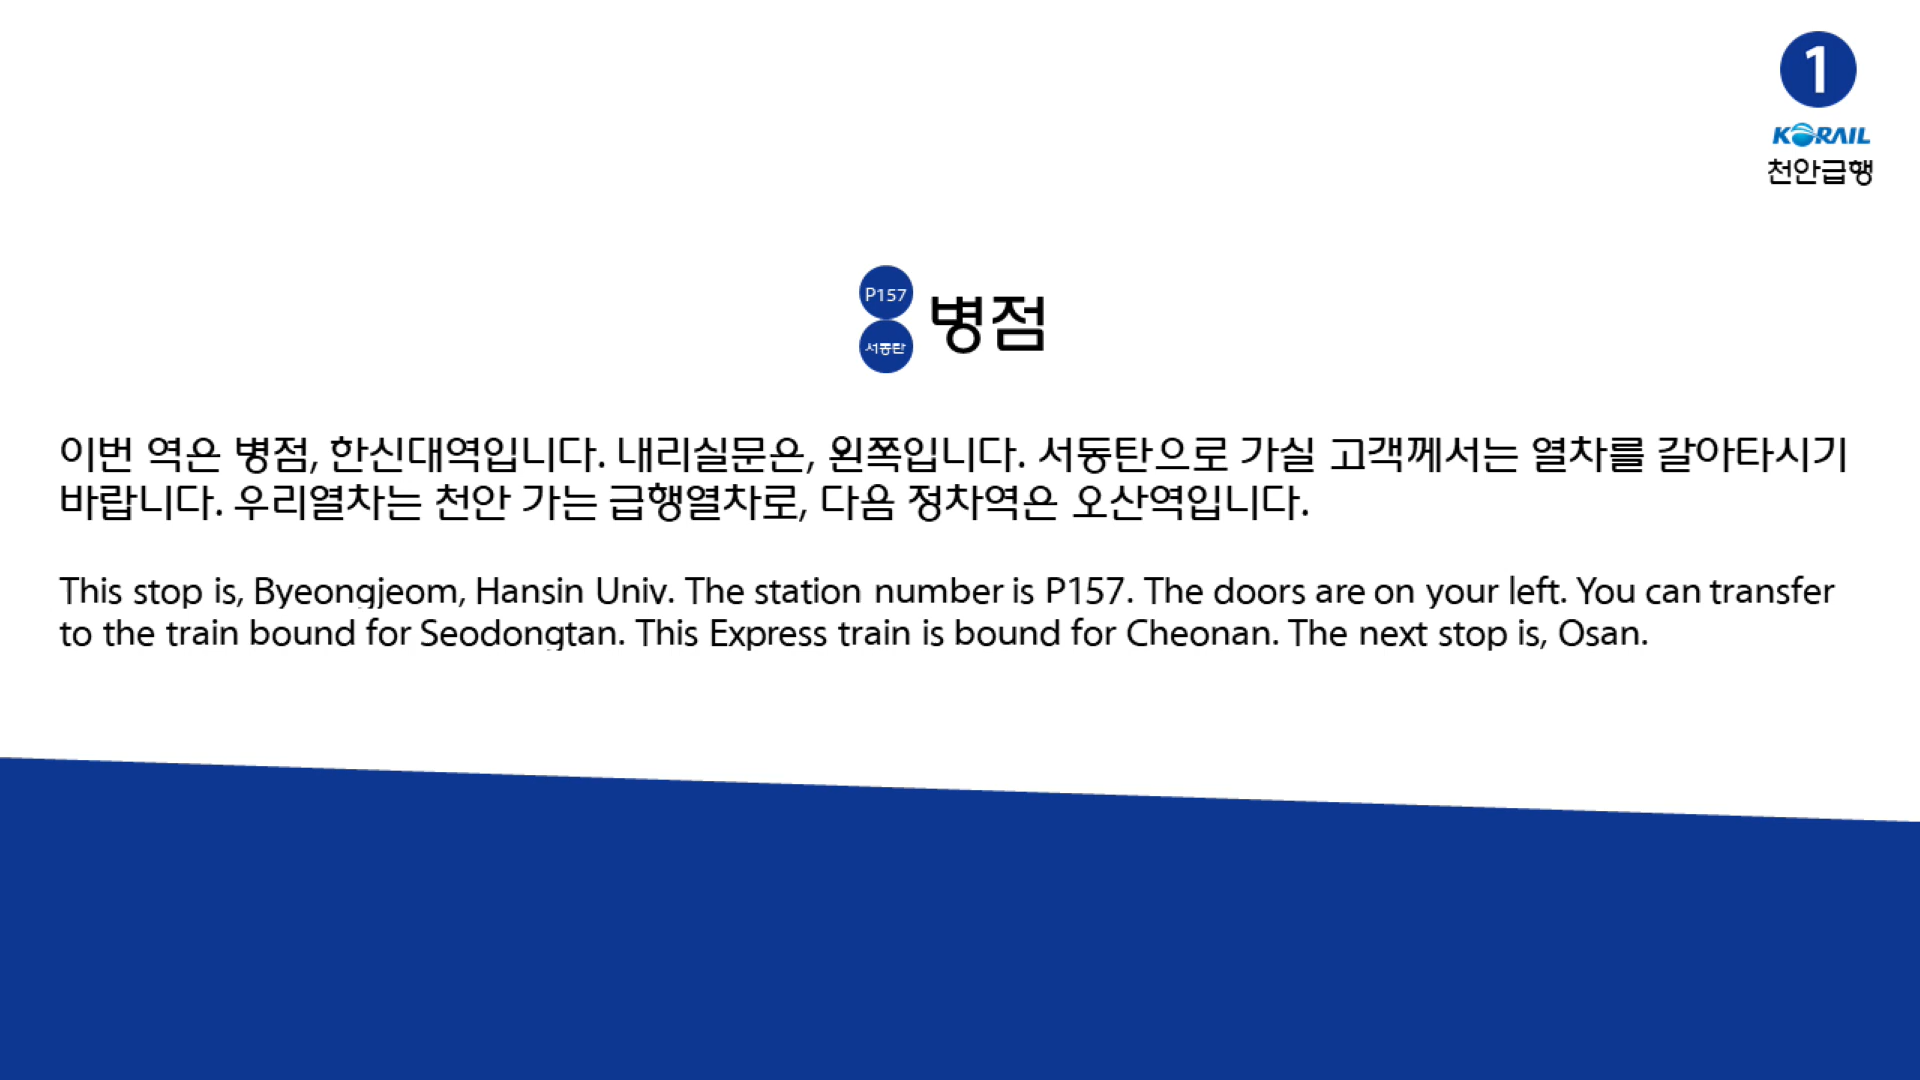 1
KORAIL
천안급행
P157
서동탄
병점
이번 역은 병점, 한신대역입니다. 내리실문은, 왼쪽입니다. 서동탄으로 가실 고객께서는 열차를 갈아타시기
바랍니다. 우리열차는 천안 가는 급행열차로, 다음 정차역은 오산역입니다.
This stop is, Byeongjeom, Hansin Univ. The station number is P157. The doors are on your left. You can transfer
to the train bound for Seodongtan. This Express train is bound for Cheonan. The next stop is, Osan.